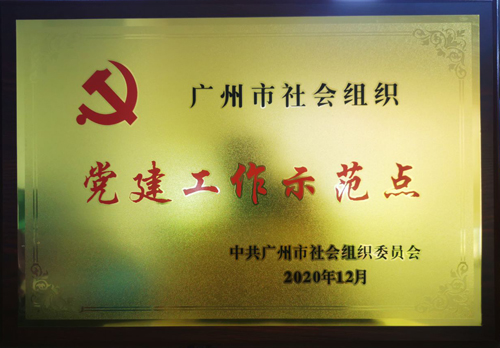 广州市社会组织
党建工作示范点
中共广州市社会组织委员会
2020年12月